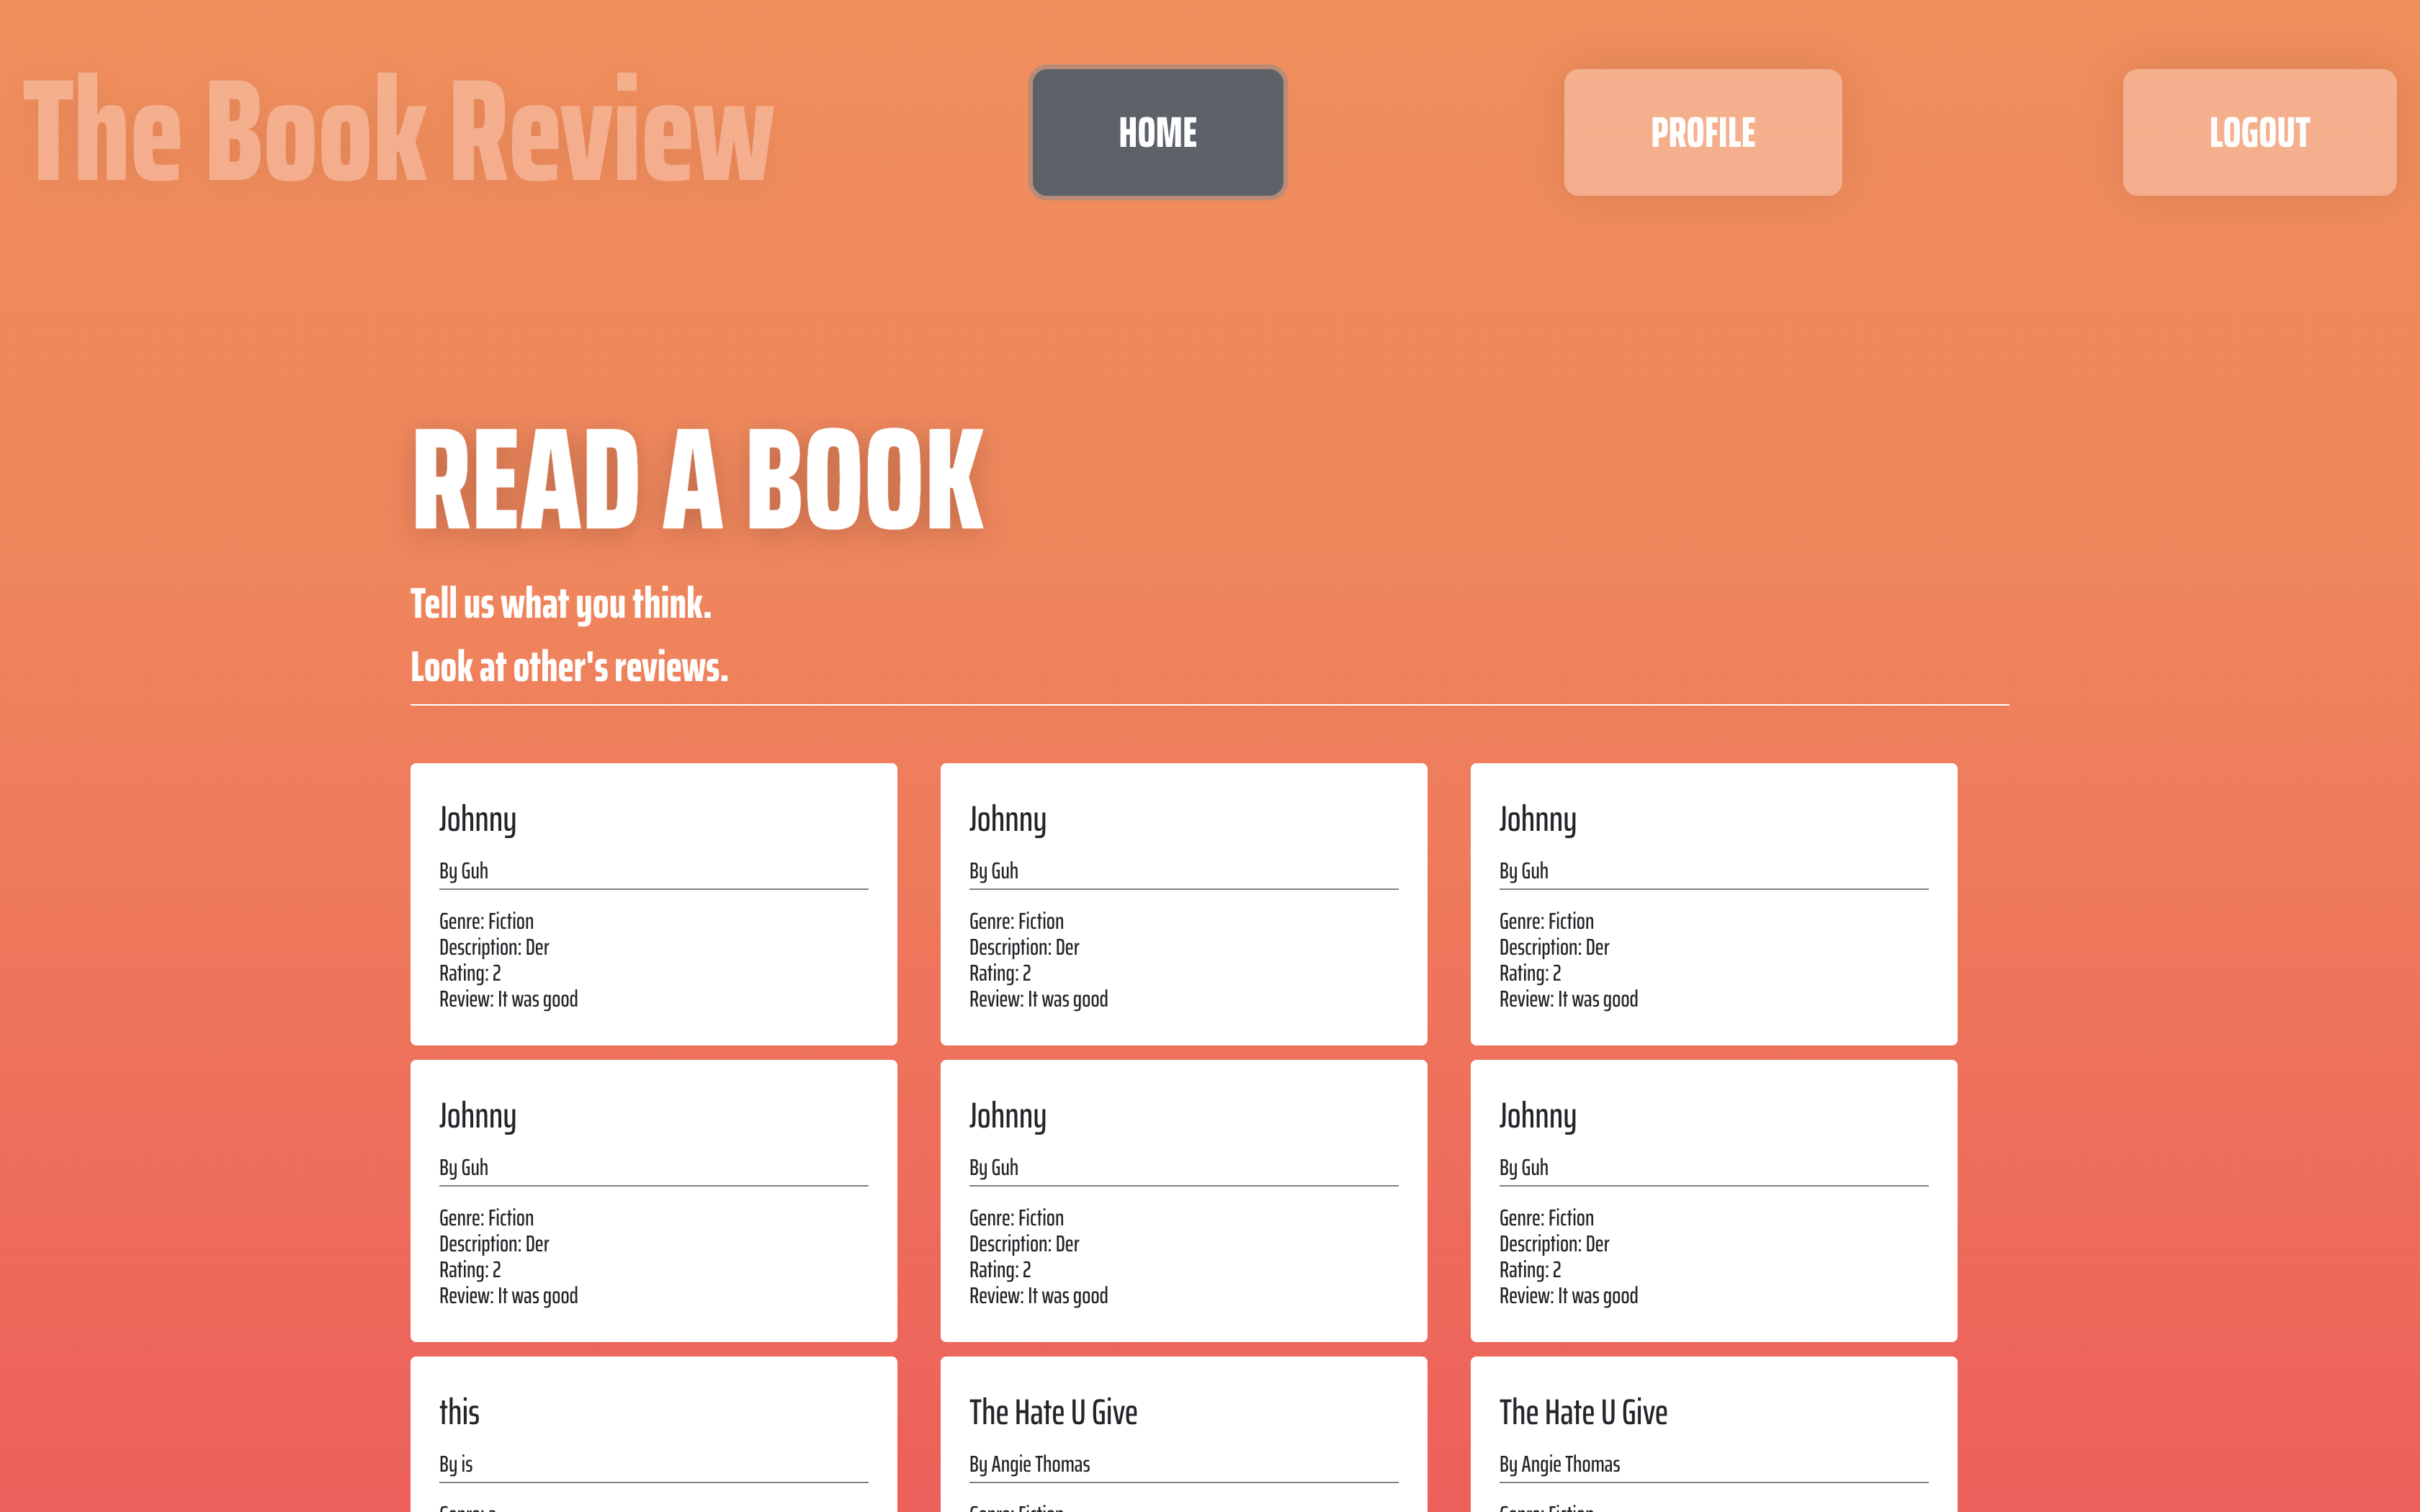 The Book Review
HOME
PROFILE
LOGOUT
READ A BOOK
Tell us what you think.
Look at other's reviews.
Johnny
By Guh
Genre: Fiction
Description: Der
Rating: 2
Review: It was good
Johnny
By Guh
Genre: Fiction
Description: Der
Rating: 2
Review: It was good
Johnny
By Guh
Genre: Fiction
Description: Der
Rating: 2
Review: It was good
Johnny
By Guh
Genre: Fiction
Description: Der
Rating: 2
Review: It was good
Johnny
By Guh
Genre: Fiction
Description: Der
Rating: 2
Review: It was good
Johnny
By Guh
Genre: Fiction
Description: Der
Rating: 2
Review: It was good
this
By is
The Hate U Give
By Angie Thomas
Genre: Fiction
The Hate U Give
By Angie Thomas
Genre: Fiction